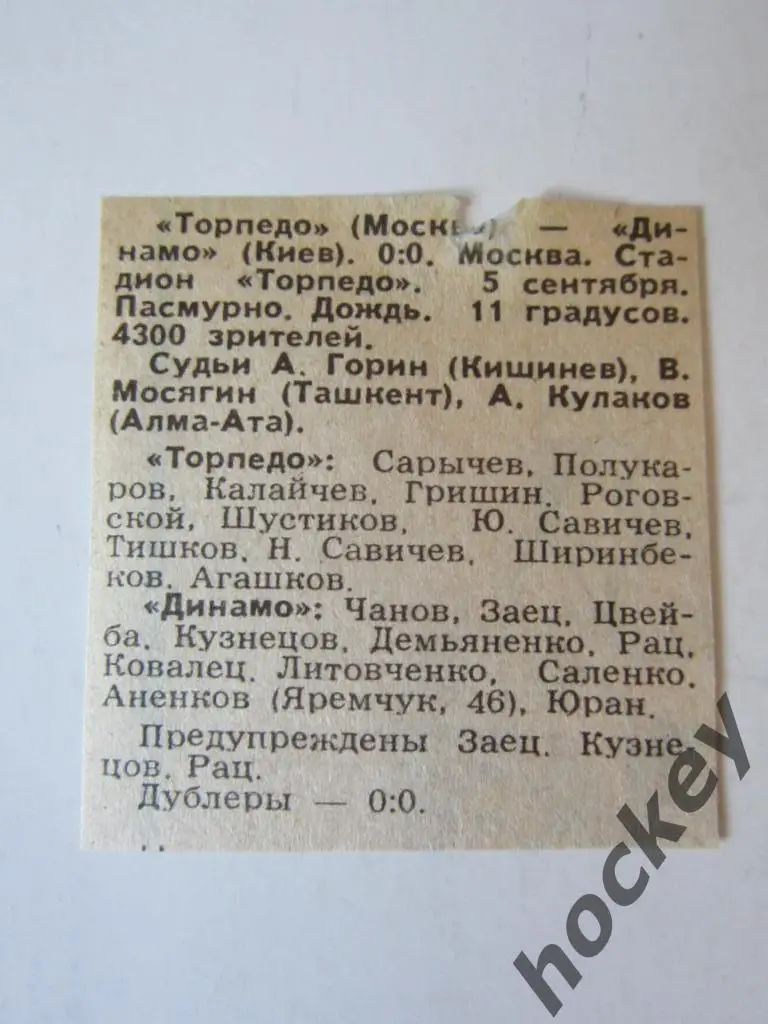 «Торпедо» (Москва) — «Ди-
намо» (Киев). 0:0. Москва. Ста-
дион «Торпедо». 5 сентября.
Пасмурно. Дождь. 11 градусов.
4300 зрителей.
Судьи А. Горин (Кишинев), В.
Мосягин (Ташкент), А. Кулаков
(Алма-Ата).
«Торпедо»: Сарычев, Полука-
ров, Калайчев, Гришин, Рогов-
ской, Шустиков, Ю. Савичев,
Тишков, Н. Савичев, Ширинбе-
ков, Агашков.
«Динамо»: Чанов, Заец, Цвей-
ба, Кузнецов, Демьяненко, Рац,
Ковалец, Литовченко, Саленко,
Аненков (Яремчук, 46), Юран.
Предупреждены Заец, Кузне-
цов, Рац.
Дублеры — 0:0.
hockey